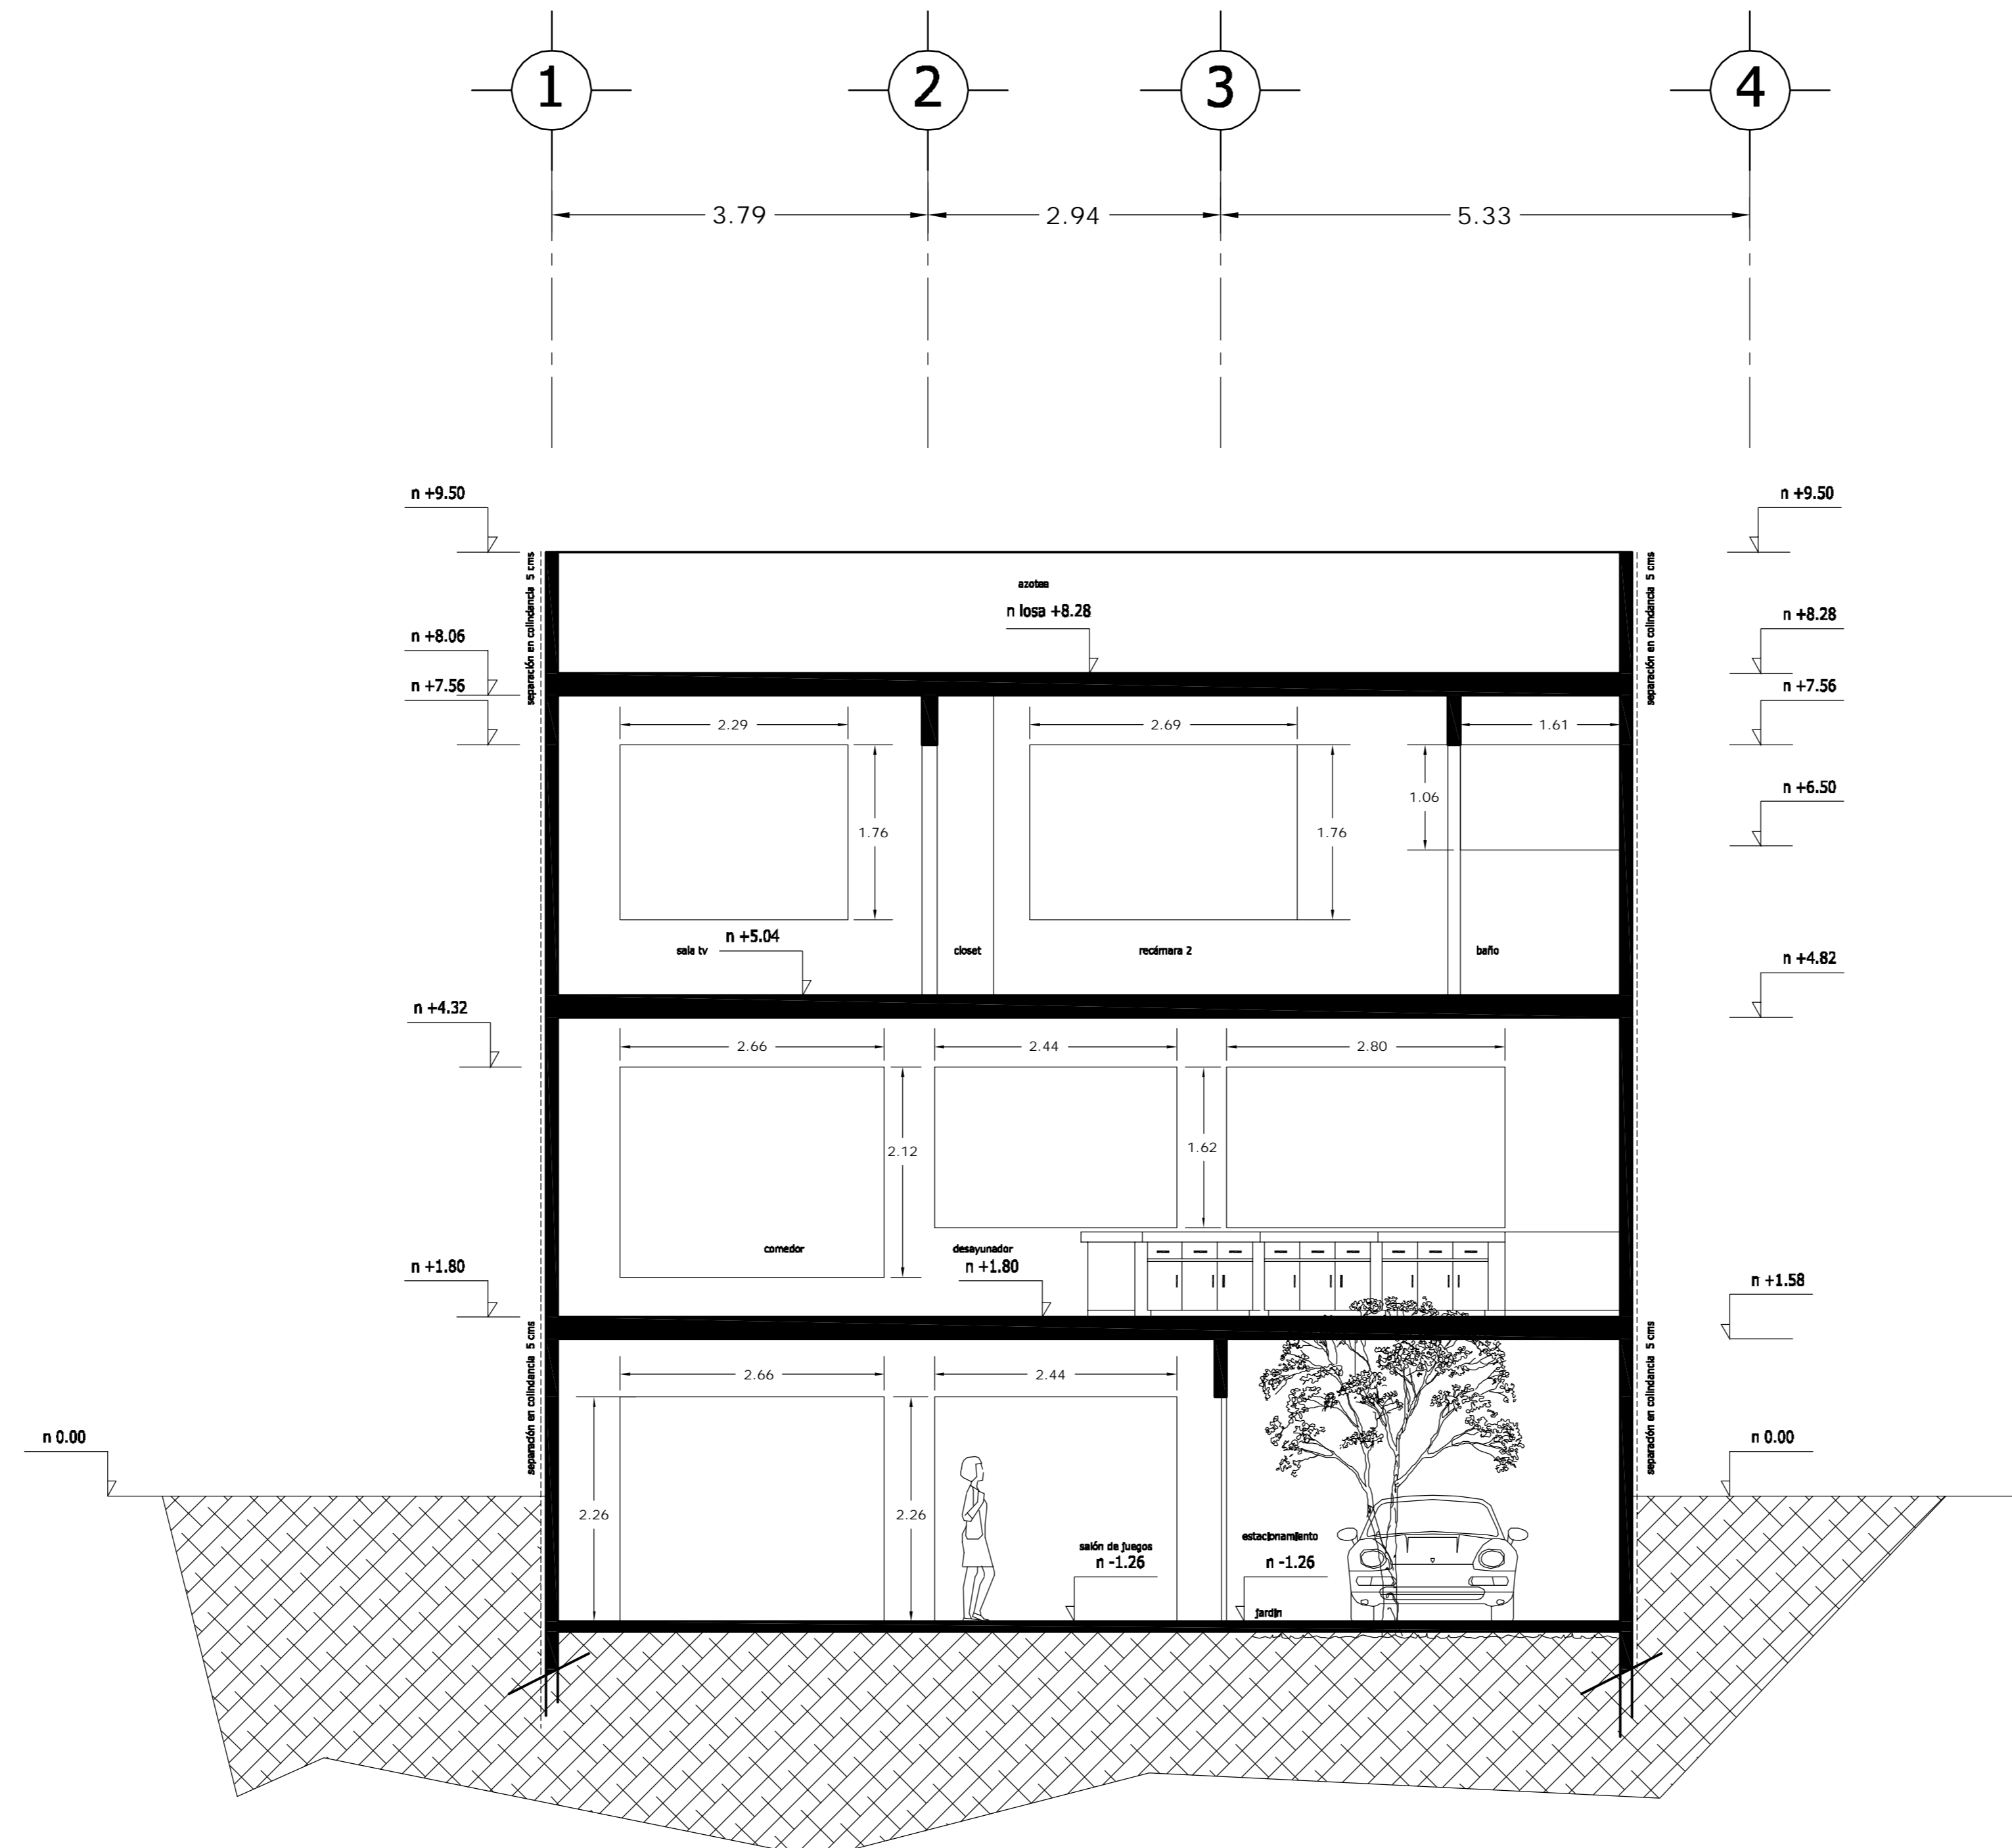 1 2 3 4
3.79 2.94 5.33
n +9.50
n +9.50
separación en colindancia 5 cms
separación en colindancia 5 cms
azotea
n losa +8.28
n +8.28
n +8.06
n +7.56
n +7.56
2.29 2.69 1.61
n +6.50
1.06
1.76 1.76
n +5.04
sala tv
closet
recámara 2
baño
n +4.82
n +4.32
2.66 2.44 2.80
2.12 1.62
comedor
desayunador
n +1.80
n +1.80
n +1.58
separación en colindancia 5 cms
separación en colindancia 5 cms
2.66 2.44
n 0.00
n 0.00
2.26 2.26
salón de juegos
n -1.26
estacionamiento
n -1.26
jardín